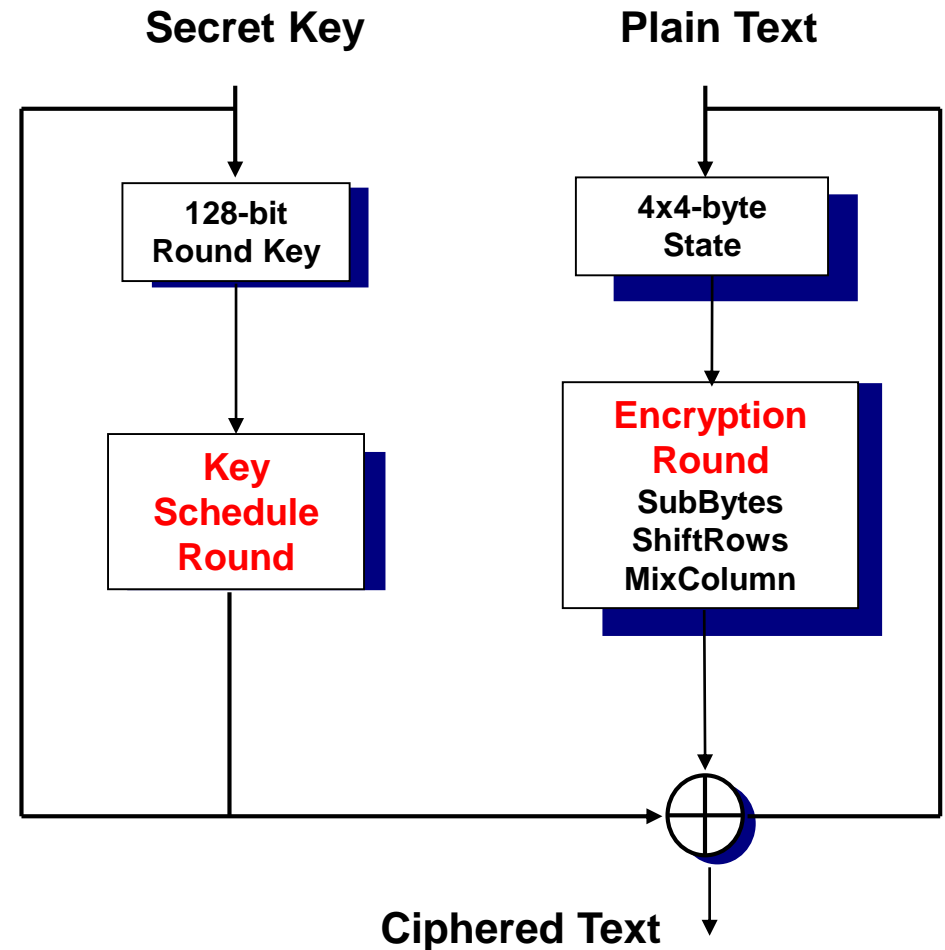 Secret Key
Plain Text
128-bit
Round Key
4x4-byte
State
Key
Schedule
Round
Encryption
Round
SubBytes
ShiftRows
MixColumn
Ciphered Text